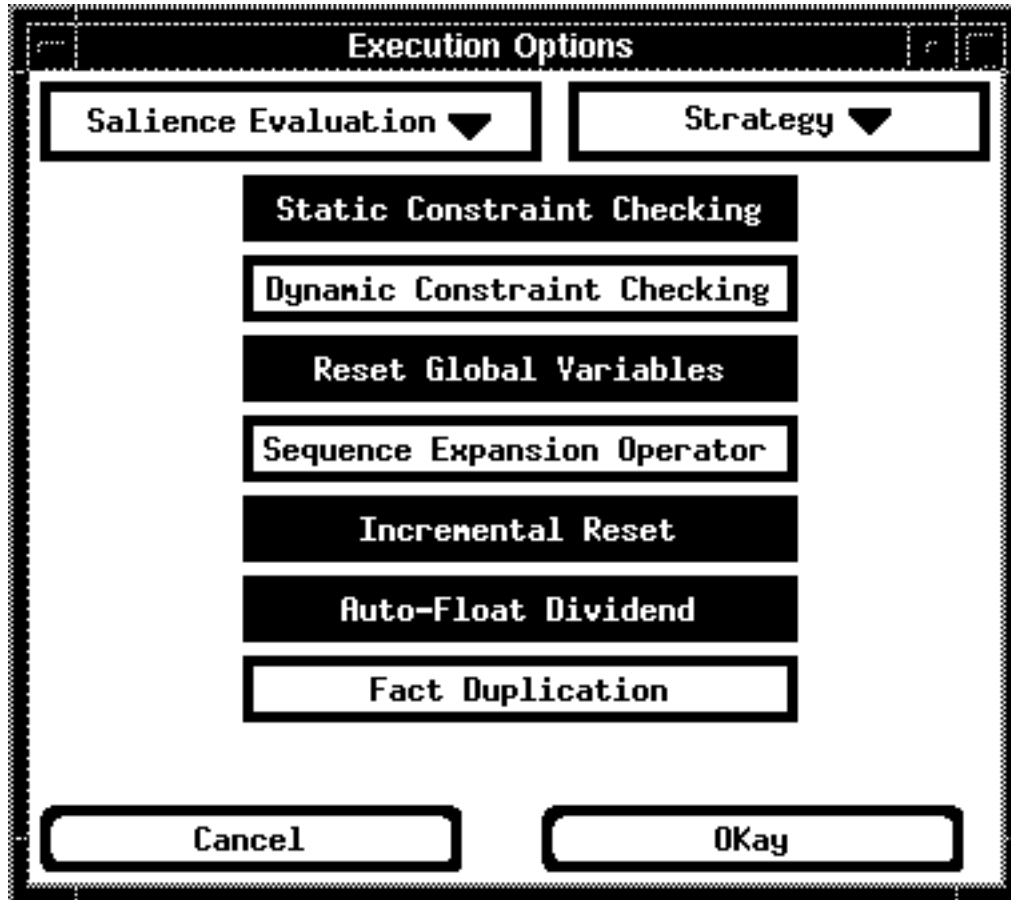 Execution Options
Salience Evaluation
Strategy
Static Constraint Checking
Dynamic Constraint Checking
Reset Global Variables
Sequence Expansion Operator
Incremental Reset
Auto-Float Dividend
Fact Duplication
Cancel
OKay